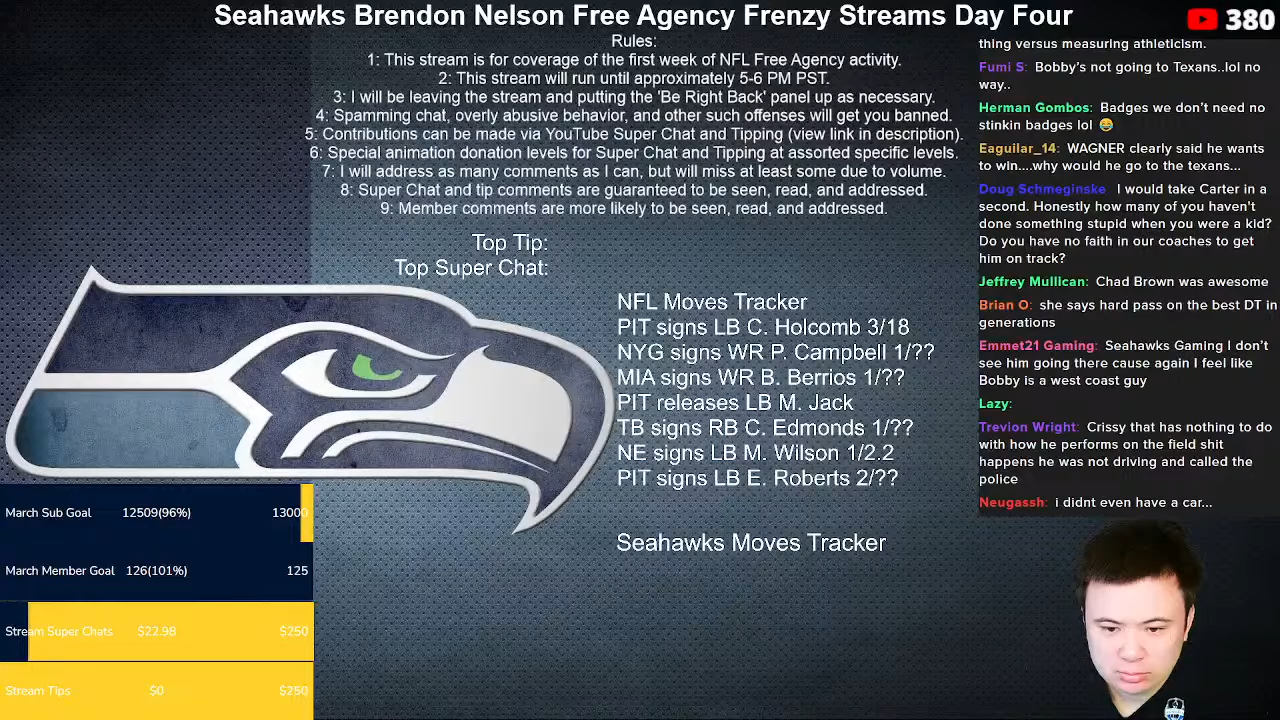 Seahawks Brendon Nelson Free Agency Frenzy Streams Day Four
380
Rules:
1: This stream is for coverage of the first week of NFL Free Agency activity.
2: This stream will run until approximately 5-6 PM PST.
3: I will be leaving the stream and putting the 'Be Right Back' panel up as necessary.
4: Spamming chat, overly abusive behavior, and other such offenses will get you banned.
5: Contributions can be made via YouTube Super Chat and Tipping (view link in description).
6: Special animation donation levels for Super Chat and Tipping at assorted specific levels.
7: I will address as many comments as I can, but will miss at least some due to volume.
8: Super Chat and tip comments are guaranteed to be seen, read, and addressed.
9: Member comments are more likely to be seen, read, and addressed.
Top Tip:
Top Super Chat:
NFL Moves Tracker
PIT signs LB C. Holcomb 3/18
NYG signs WR P. Campbell 1/??
MIA signs WR B. Berrios 1/??
PIT releases LB M. Jack
TB signs RB C. Edmonds 1/??
NE signs LB M. Wilson 1/2.2
PIT signs LB E. Roberts 2/??
Seahawks Moves Tracker
March Sub Goal 12509(96%) 13000
March Member Goal 126(101%) 125
Stream Super Chats $22.98 $250
Stream Tips $0 $250
thing versus measuring athleticism.
Fumi S: Bobby's not going to Texans..lol no
way..
Herman Gombos: Badges we don't need no
stinkin badges lol 😂
Eaguilar_14: WAGNER clearly said he wants
to win....why would he go to the texans...
Doug Schmeginske I would take Carter in a
second. Honestly how many of you haven't
done something stupid when you were a kid?
Do you have no faith in our coaches to get
him on track?
Jeffrey Mullican: Chad Brown was awesome
Brian O: she says hard pass on the best DT in
generations
Emmet21 Gaming: Seahawks Gaming I don't
see him going there cause again I feel like
Bobby is a west coast guy
Lazy:
Trevion Wright: Crissy that has nothing to do
with how he performs on the field shit
happens he was not driving and called the
police
Neugassh: i didnt even have a car...